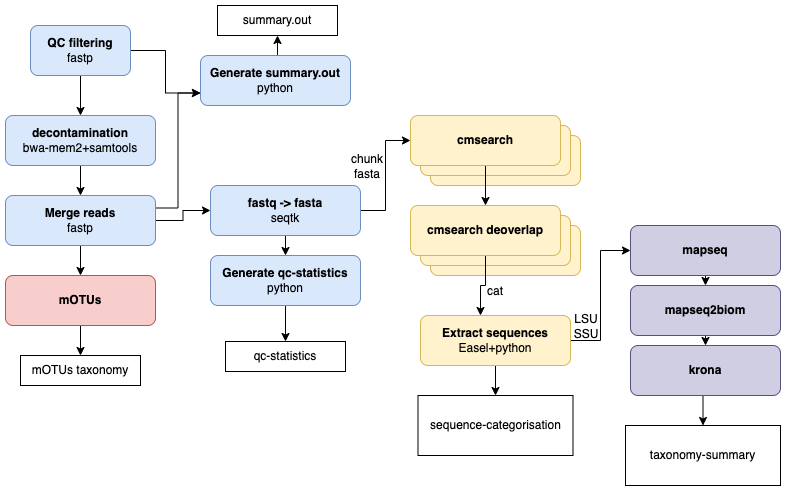 summary.out
QC filtering
fastp
Generate summary.out
python
decontamination
bwa-mem2+samtools
Merge reads
fastp
fastq -> fasta
seqtk
chunk
fasta
cmsearch
cmsearch deoverlap
cat
Generate qc-statistics
python
mOTUs
mOTUs taxonomy
qc-statistics
Extract sequences
Easel+python
LSU
SSU
mapseq
mapseq2biom
krona
sequence-categorisation
taxonomy-summary